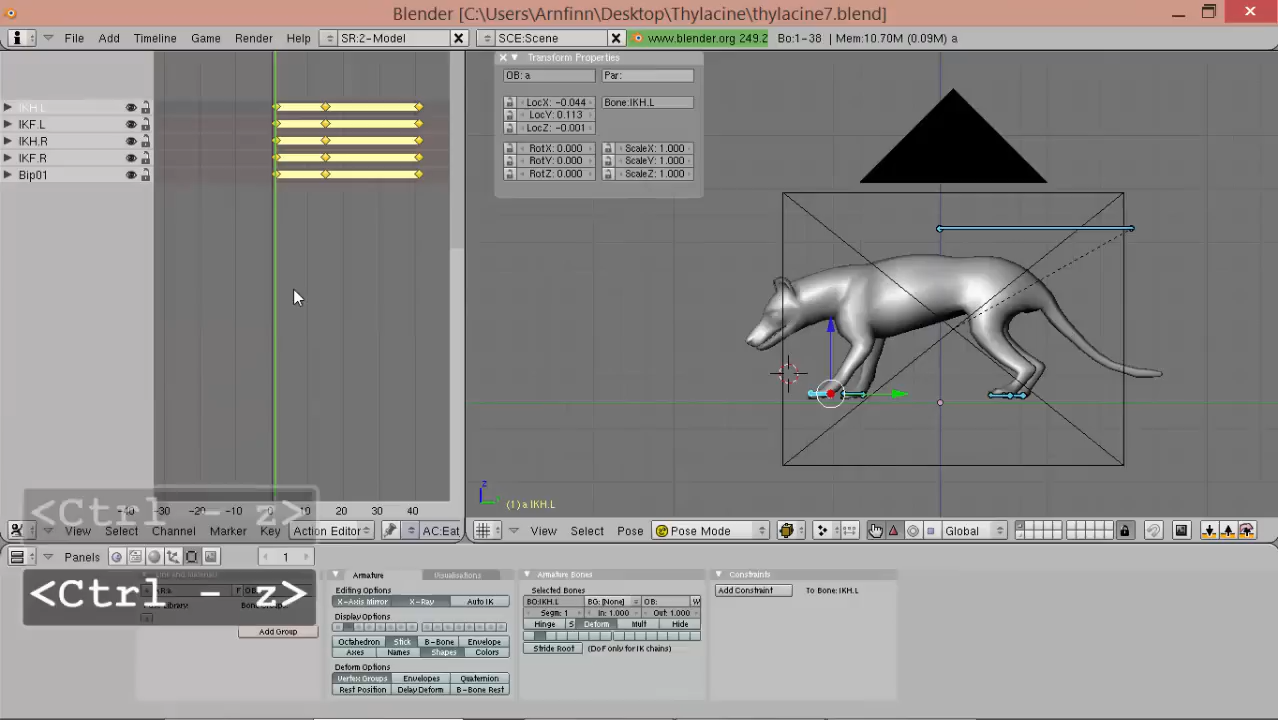 Blender [C:\Users\Arnfinn\Desktop\Thylacine\thylacine7.blend]
File Add Timeline Game Render Help SR:2-Model SCE:Scene www.blender.org 249.2 Bo:1-38 | Mem:10.70M (0.09M) a
Transform Properties
OB: a Par:
LocX: -0.044 Bone:IKH.L
LocY: 0.113
LocZ: -0.001
RotX: 0.000 ScaleX: 1.000
RotY: 0.000 ScaleY: 1.000
RotZ: 0.000 ScaleZ: 1.000
IKH.L
IKF.L
IKH.R
IKF.R
Bip01
z
y
(1) a IKH.L
<Ctrl - z>
-40 -30 -20 -10 0 10 20 30 40
View Select Channel Marker Key Action Editor AC:Eat
View Select Pose Pose Mode Global
Panels 1
<Ctrl - z>
Add Group
Armature Visualisations
Editing Options
X-Axis Mirror X-Ray Auto IK
Display Options
Octahedron Stick B-Bone Envelope
Axes Names Shapes Colors
Deform Options
Vertex Groups Envelopes Quaternion
Rest Position Delay Deform B-Bone Rest
Armature Bones
Selected Bones
BO:IKH.L BG: [None] OB: W
Segm: 1 In: 1.000 Out: 1.000
Hinge S Deform Mult Hide
Stride Root (DoF only for IK chains)
Constraints
Add Constraint To Bone: IKH.L